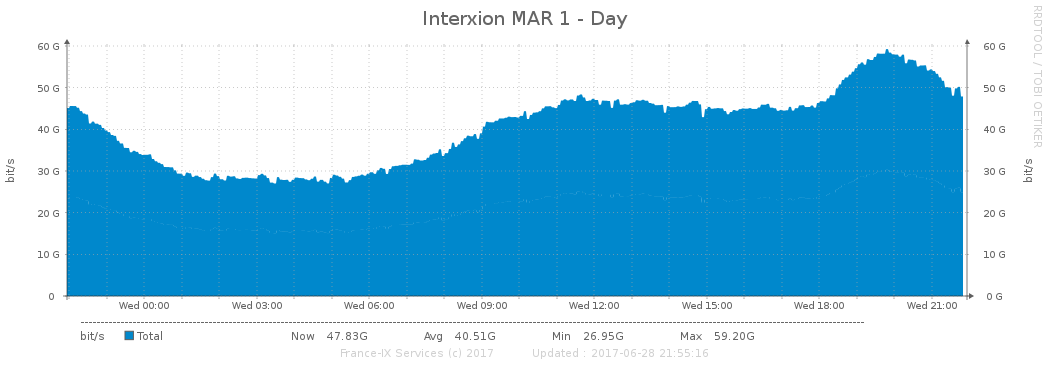 Interxion MAR 1 - Day
RRDTOOL / TOBI OETIKER
bit/s
60 G
50 G
40 G
30 G
20 G
10 G
0
60 G
50 G
40 G
30 G
20 G
10 G
0 G
bit/s
Wed 00:00 Wed 03:00 Wed 06:00 Wed 09:00 Wed 12:00 Wed 15:00 Wed 18:00 Wed 21:00
bit/s Total Now 47.83G Avg 40.51G Min 26.95G Max 59.20G
France-IX Services (c) 2017 Updated : 2017-06-28 21:55:16